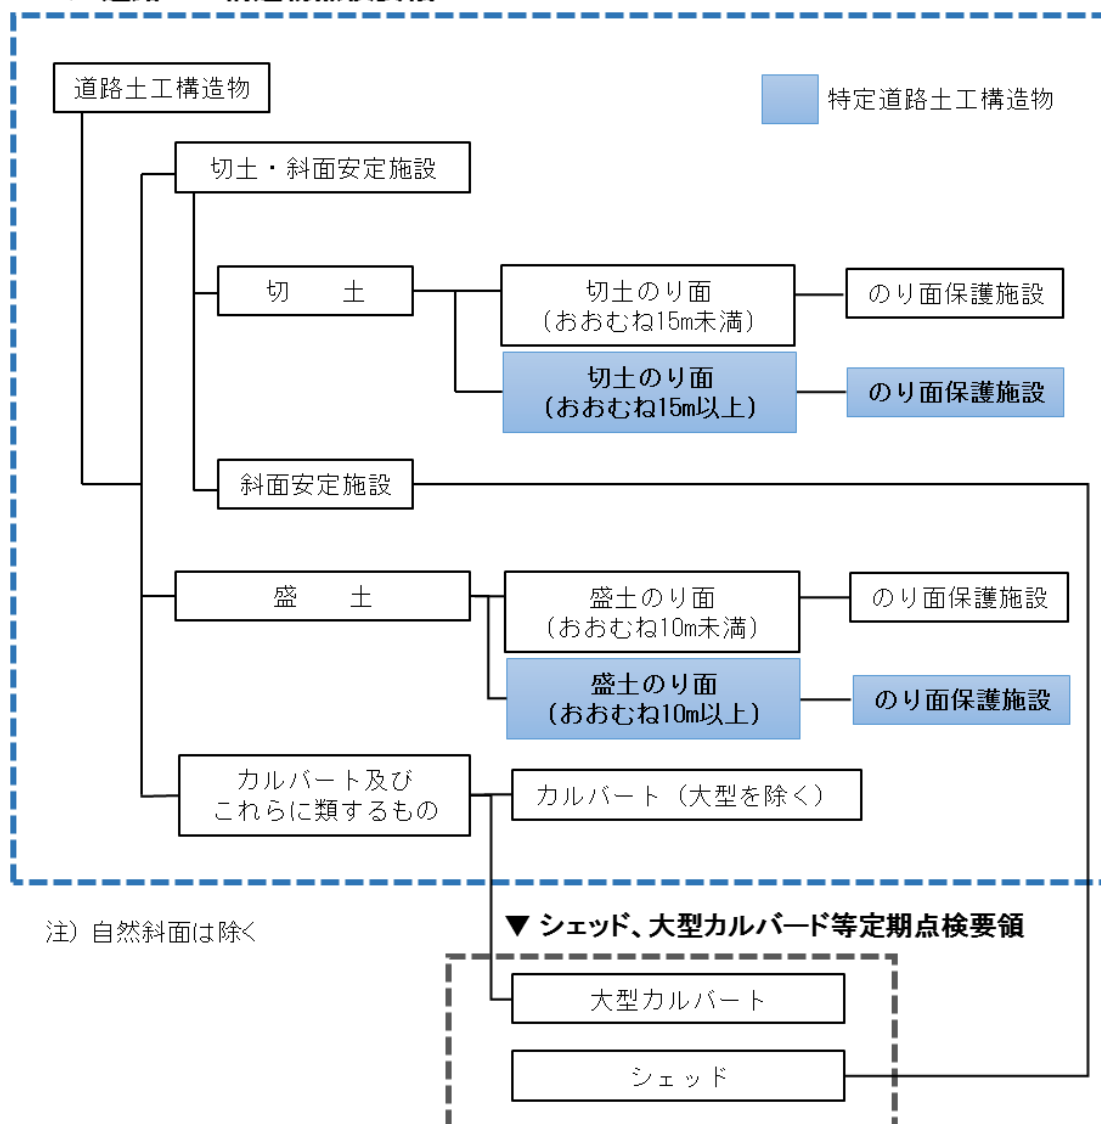 道路土工構造物
特定道路土工構造物
切土・斜面安定施設
切　　土
切土のり面
(おおむね15m未満)
のり面保護施設
切土のり面
(おおむね15m以上)
のり面保護施設
斜面安定施設
盛　　土
盛土のり面
(おおむね10m未満)
のり面保護施設
盛土のり面
(おおむね10m以上)
のり面保護施設
カルバート及び
これらに類するもの
カルバート（大型を除く）
注）自然斜面は除く
▼ シェッド、大型カルバード等定期点検要領
大型カルバート
シェッド